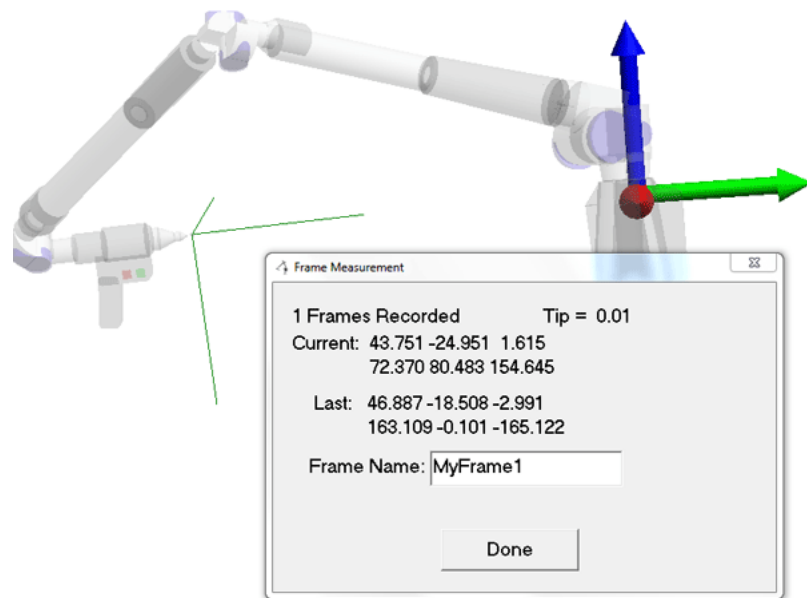 Frame Measurement
1 Frames Recorded Tip = 0.01
Current: 43.751 -24.951 1.615
72.370 80.483 154.645
Last: 46.887 -18.508 -2.991
163.109 -0.101 -165.122
Frame Name: MyFrame1
Done